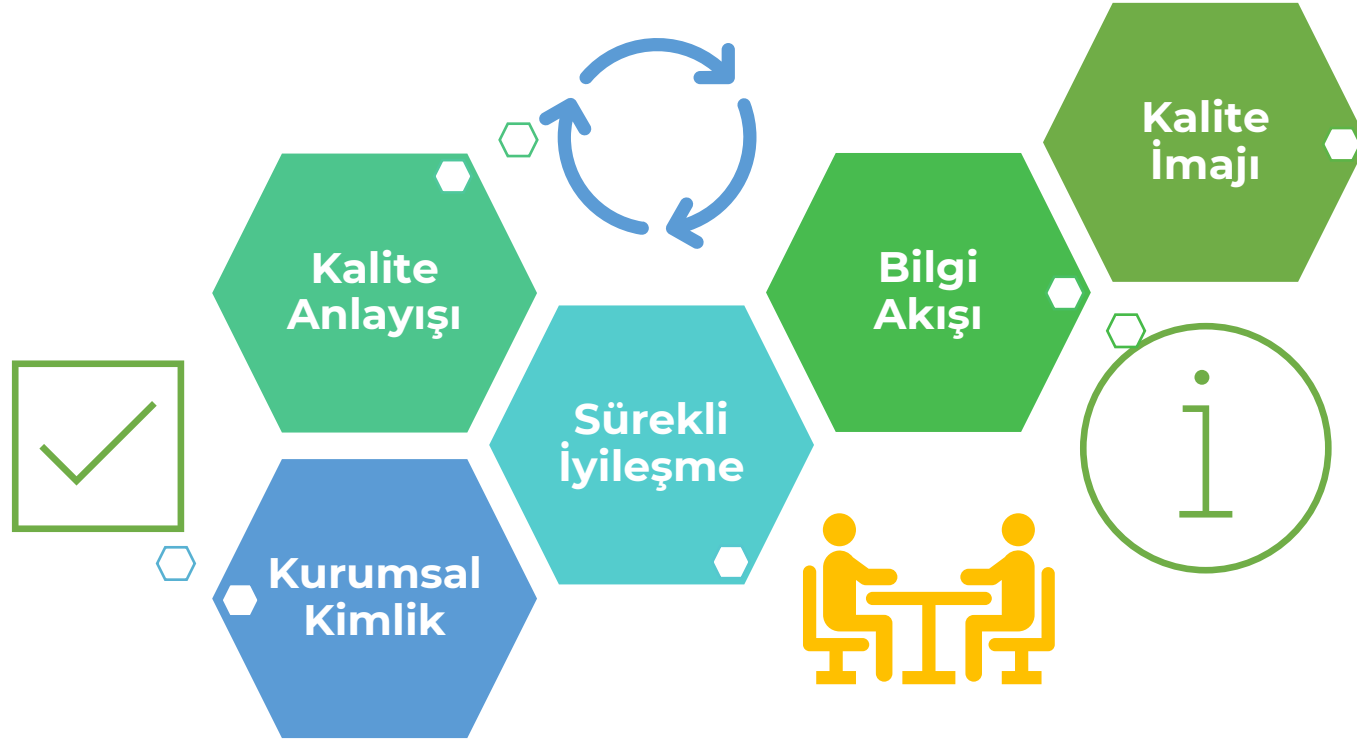 Kalite
Anlayışı
Kurumsal
Kimlik
Sürekli
İyileşme
Bilgi
Akışı
Kalite
İmajı